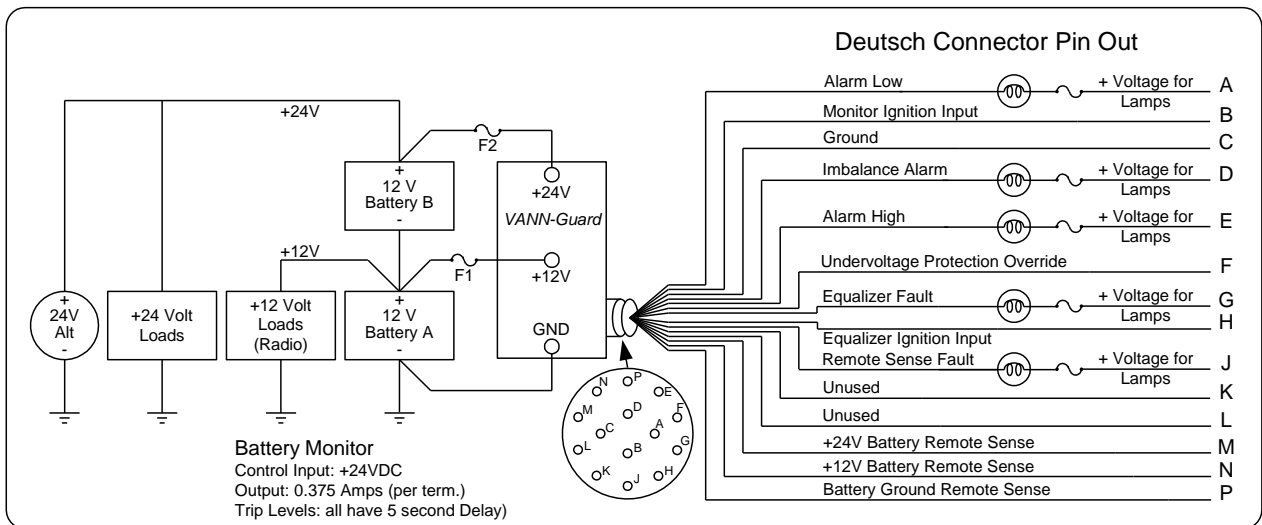 Deutsch Connector Pin Out
Alarm Low
+ Voltage for
Lamps
A
Monitor Ignition Input
B
Ground
C
Imbalance Alarm
+ Voltage for
Lamps
D
Alarm High
+ Voltage for
Lamps
E
Undervoltage Protection Override
F
Equalizer Fault
+ Voltage for
Lamps
G
H
Equalizer Ignition Input
Remote Sense Fault
+ Voltage for
Lamps
J
Unused
K
Unused
L
+24V Battery Remote Sense
M
+12V Battery Remote Sense
N
Battery Ground Remote Sense
P
+24V
F2
+
12 V
Battery B
-
+24V
VANN-Guard
+12V
F1
+12V
+
24V
Alt
-
+24 Volt
Loads
+12 Volt
Loads
(Radio)
+
12 V
Battery A
-
GND
N
P
E
M
D
F
C
A
L
B
G
K
J
H
Battery Monitor
Control Input: +24VDC
Output: 0.375 Amps (per term.)
Trip Levels: all have 5 second Delay)